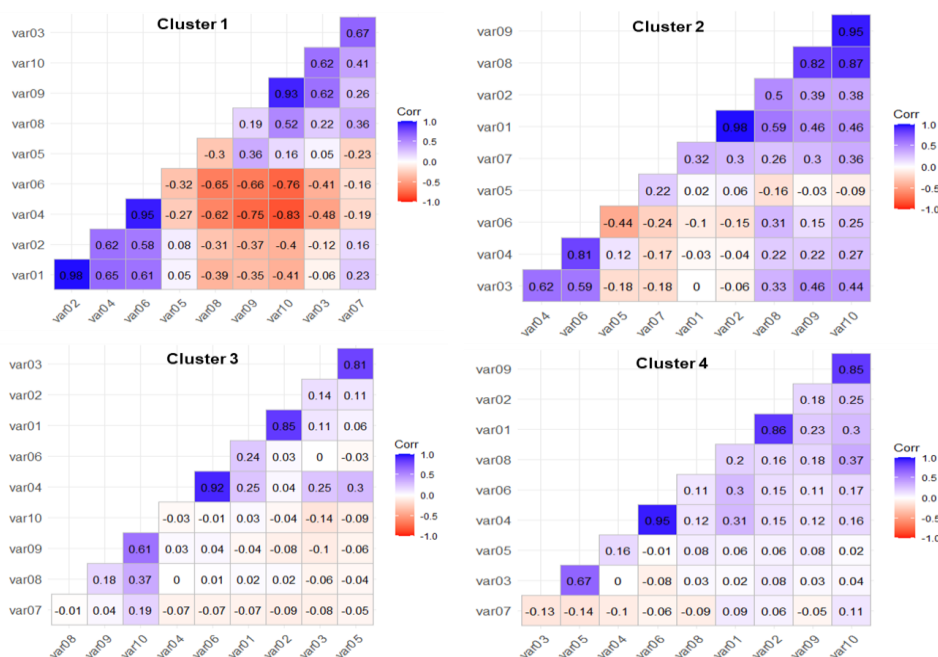 Cluster 1
var03 0.67
var10 0.62 0.41
var09 0.93 0.62 0.26
var08 0.19 0.52 0.22 0.36
var05 -0.3 0.36 0.16 0.05 -0.23
var06 -0.32 -0.65 -0.66 -0.76 -0.41 -0.16
var04 0.95 -0.27 -0.62 -0.75 -0.83 -0.48 -0.19
var02 0.62 0.58 0.08 -0.31 -0.37 -0.4 -0.12 0.16
var01 0.98 0.65 0.61 0.05 -0.39 -0.35 -0.41 -0.06 0.23
var02 var04 var06 var05 var08 var09 var10 var03 var07
Corr
1.0
0.5
0.0
-0.5
-1.0
Cluster 2
var09 0.95
var08 0.82 0.87
var02 0.5 0.39 0.38
var01 0.98 0.59 0.46 0.46
var07 0.32 0.3 0.26 0.3 0.36
var05 0.22 0.02 0.06 -0.16 -0.03 -0.09
var06 -0.44 -0.24 -0.1 -0.15 0.31 0.15 0.25
var04 0.81 0.12 -0.17 -0.03 -0.04 0.22 0.22 0.27
var03 0.62 0.59 -0.18 -0.18 0 -0.06 0.33 0.46 0.44
var04 var06 var05 var07 var01 var02 var08 var09 var10
Corr
1.0
0.5
0.0
-0.5
-1.0
Cluster 3
var03 0.81
var02 0.14 0.11
var01 0.85 0.11 0.06
var06 0.24 0.03 0 -0.03
var04 0.92 0.25 0.04 0.25 0.3
var10 -0.03 -0.01 0.03 -0.04 -0.14 -0.09
var09 0.61 0.03 0.04 -0.04 -0.08 -0.1 -0.06
var08 0.18 0.37 0 0.01 0.02 0.02 -0.06 -0.04
var07 -0.01 0.04 0.19 -0.07 -0.07 -0.07 -0.09 -0.08 -0.05
var08 var09 var10 var04 var06 var01 var02 var03 var05
Corr
1.0
0.5
0.0
-0.5
-1.0
Cluster 4
var09 0.85
var02 0.18 0.25
var01 0.86 0.23 0.3
var08 0.2 0.16 0.18 0.37
var06 0.11 0.3 0.15 0.11 0.17
var04 0.95 0.12 0.31 0.15 0.12 0.16
var05 0.16 -0.01 0.08 0.06 0.06 0.08 0.02
var03 0.67 0 -0.08 0.03 0.02 0.08 0.03 0.04
var07 -0.13 -0.14 -0.1 -0.06 -0.09 0.09 0.06 -0.05 0.11
var03 var05 var04 var06 var08 var01 var02 var09 var10
Corr
1.0
0.5
0.0
-0.5
-1.0